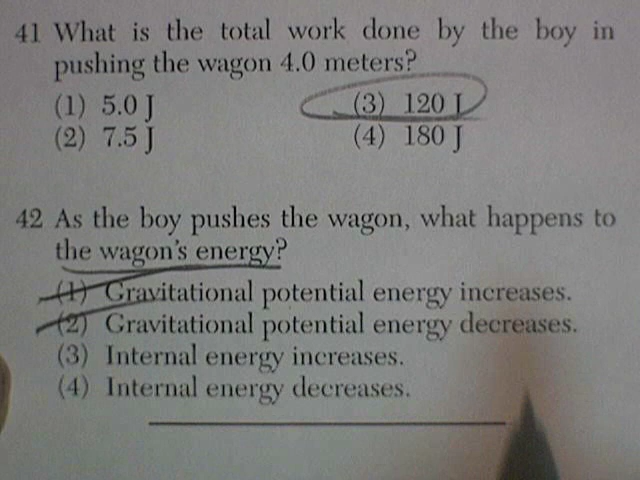 41 What is the total work done by the boy in
pushing the wagon 4.0 meters?
(1) 5.0 J (3) 120 J
(2) 7.5 J (4) 180 J
42 As the boy pushes the wagon, what happens to
the wagon's energy?
(1) Gravitational potential energy increases.
(2) Gravitational potential energy decreases.
(3) Internal energy increases.
(4) Internal energy decreases.